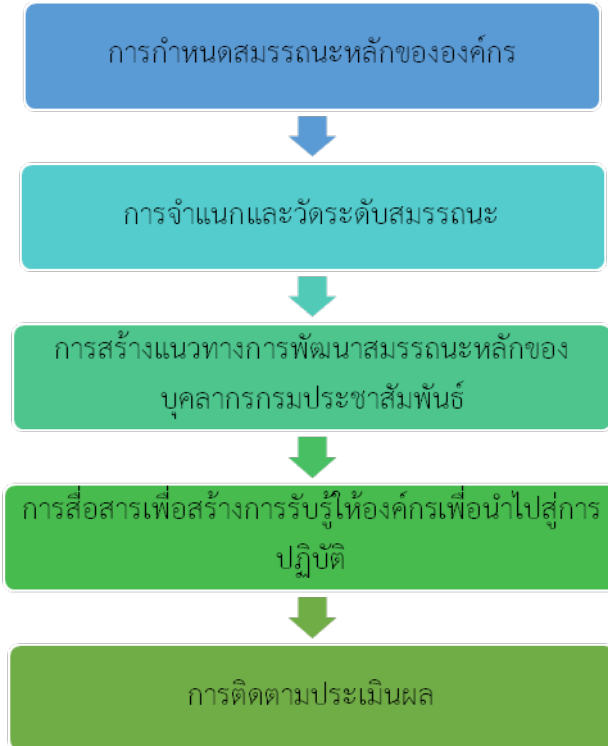 การกำหนดสมรรถนะหลักขององค์กร
การจำแนกและวัดระดับสมรรถนะ
การสร้างแนวทางการพัฒนาสมรรถนะหลักของ
บุคลากรกรมประชาสัมพันธ์
การสื่อสารเพื่อสร้างการรับรู้ให้องค์กรเพื่อนำไปสู่การ
ปฏิบัติ
การติดตามประเมินผล